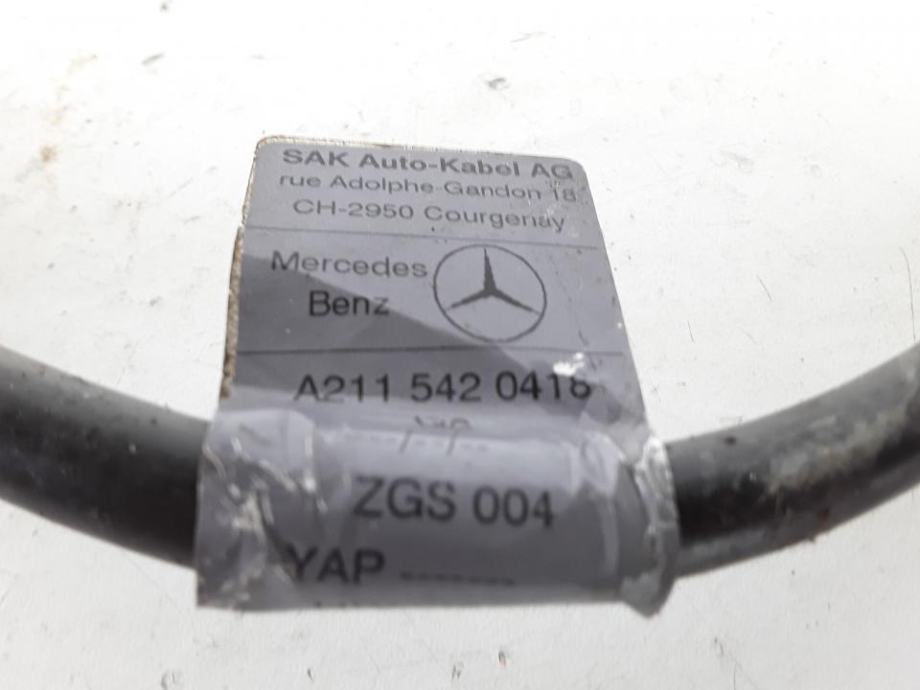 SAK Auto-Kabel AG
rue Adolphe-Gandon 18
CH-2950 Courgenay
Mercedes
Benz
A211 542 0418
ZGS 004
YAP .......